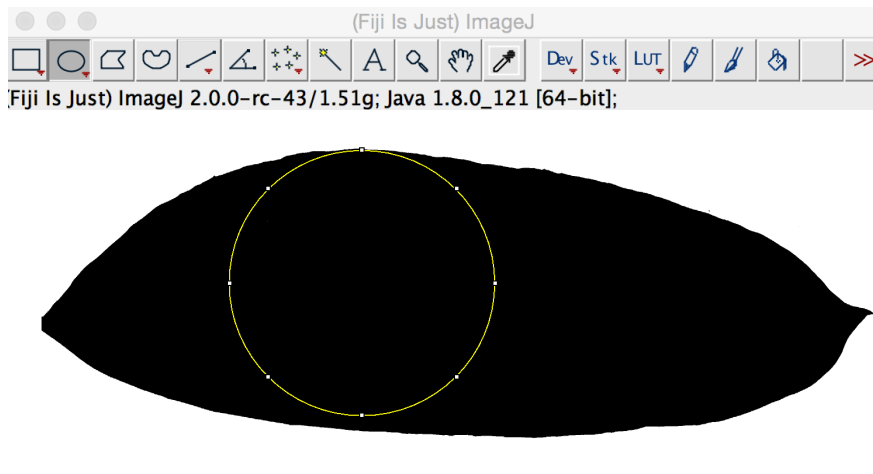 (Fiji Is Just) ImageJ
A Dev Stk LUT >>
(Fiji Is Just) ImageJ 2.0.0-rc-43/1.51g; Java 1.8.0_121 [64-bit];